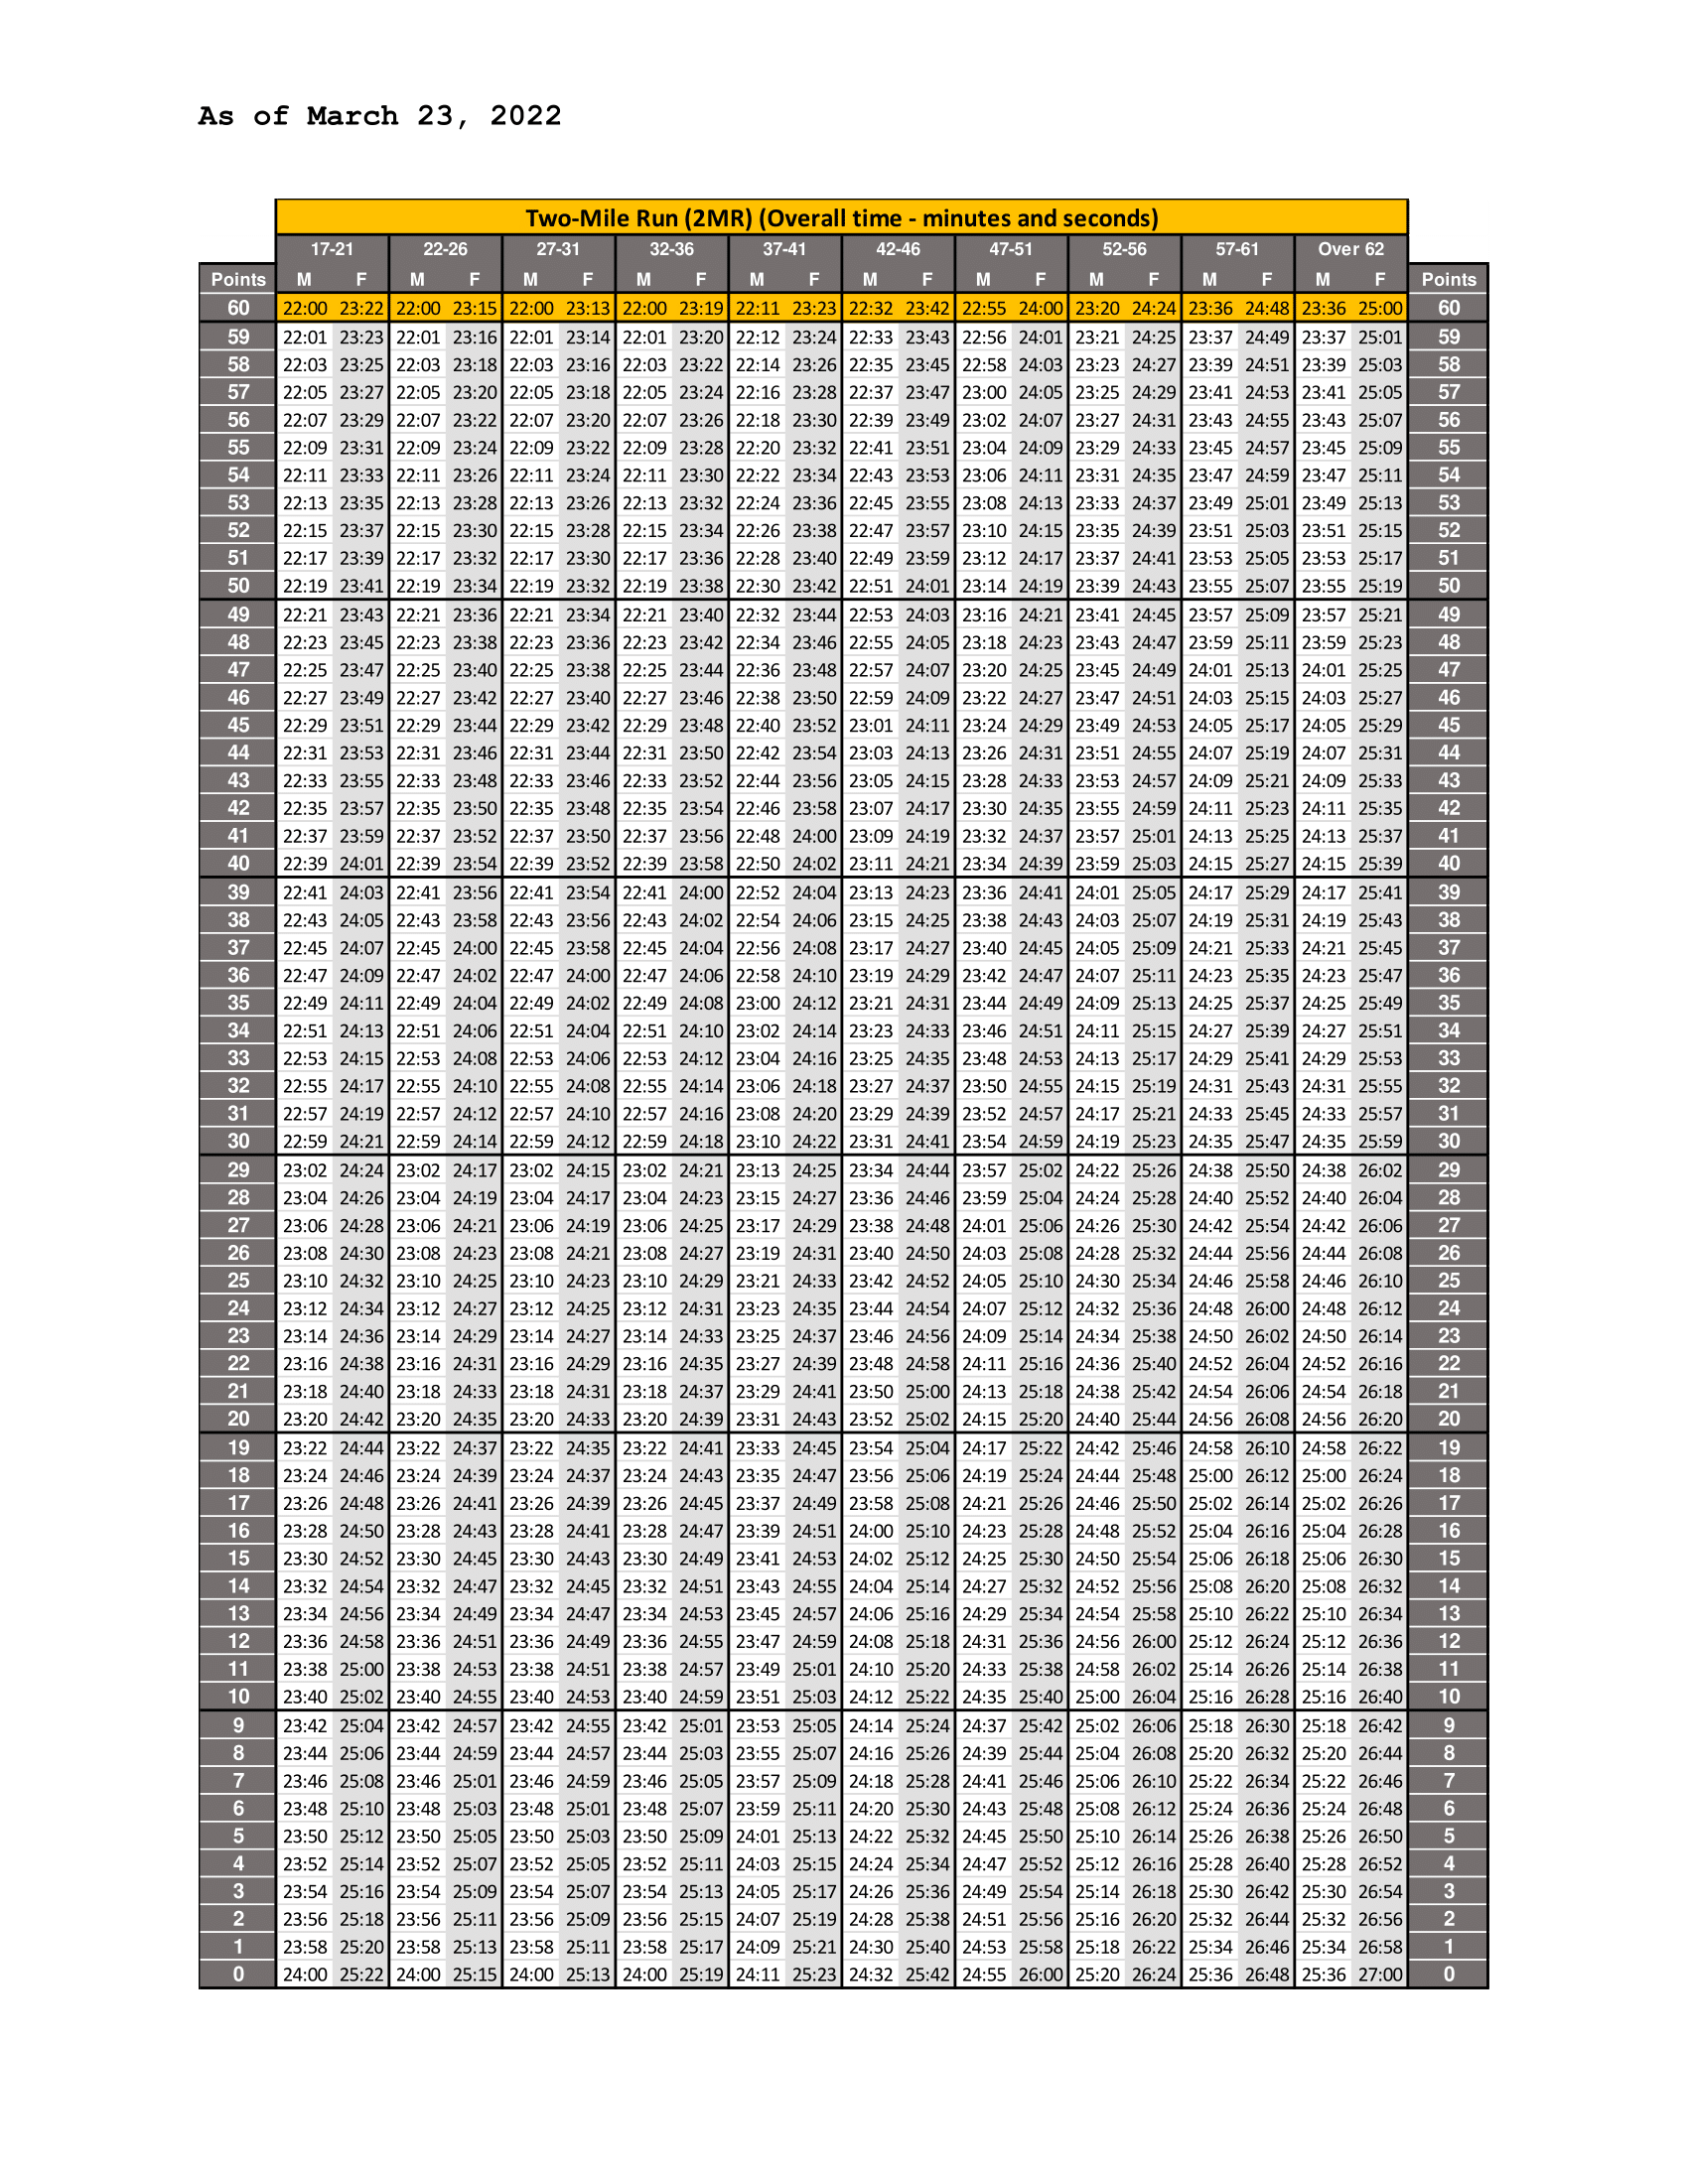 As of March 23, 2022
Two-Mile Run (2MR) (Overall time - minutes and seconds)
17-21 22-26 27-31 32-36 37-41 42-46 47-51 52-56 57-61 Over 62
Points M F M F M F M F M F M F M F M F M F M F Points
60 22:00 23:22 22:00 23:15 22:00 23:13 22:00 23:19 22:11 23:23 22:32 23:42 22:55 24:00 23:20 24:24 23:36 24:48 23:36 25:00 60
59 22:01 23:23 22:01 23:16 22:01 23:14 22:01 23:20 22:12 23:24 22:33 23:43 22:56 24:01 23:21 24:25 23:37 24:49 23:37 25:01 59
58 22:03 23:25 22:03 23:18 22:03 23:16 22:03 23:22 22:14 23:26 22:35 23:45 22:58 24:03 23:23 24:27 23:39 24:51 23:39 25:03 58
57 22:05 23:27 22:05 23:20 22:05 23:18 22:05 23:24 22:16 23:28 22:37 23:47 23:00 24:05 23:25 24:29 23:41 24:53 23:41 25:05 57
56 22:07 23:29 22:07 23:22 22:07 23:20 22:07 23:26 22:18 23:30 22:39 23:49 23:02 24:07 23:27 24:31 23:43 24:55 23:43 25:07 56
55 22:09 23:31 22:09 23:24 22:09 23:22 22:09 23:28 22:20 23:32 22:41 23:51 23:04 24:09 23:29 24:33 23:45 24:57 23:45 25:09 55
54 22:11 23:33 22:11 23:26 22:11 23:24 22:11 23:30 22:22 23:34 22:43 23:53 23:06 24:11 23:31 24:35 23:47 24:59 23:47 25:11 54
53 22:13 23:35 22:13 23:28 22:13 23:26 22:13 23:32 22:24 23:36 22:45 23:55 23:08 24:13 23:33 24:37 23:49 25:01 23:49 25:13 53
52 22:15 23:37 22:15 23:30 22:15 23:28 22:15 23:34 22:26 23:38 22:47 23:57 23:10 24:15 23:35 24:39 23:51 25:03 23:51 25:15 52
51 22:17 23:39 22:17 23:32 22:17 23:30 22:17 23:36 22:28 23:40 22:49 23:59 23:12 24:17 23:37 24:41 23:53 25:05 23:53 25:17 51
50 22:19 23:41 22:19 23:34 22:19 23:32 22:19 23:38 22:30 23:42 22:51 24:01 23:14 24:19 23:39 24:43 23:55 25:07 23:55 25:19 50
49 22:21 23:43 22:21 23:36 22:21 23:34 22:21 23:40 22:32 23:44 22:53 24:03 23:16 24:21 23:41 24:45 23:57 25:09 23:57 25:21 49
48 22:23 23:45 22:23 23:38 22:23 23:36 22:23 23:42 22:34 23:46 22:55 24:05 23:18 24:23 23:43 24:47 23:59 25:11 23:59 25:23 48
47 22:25 23:47 22:25 23:40 22:25 23:38 22:25 23:44 22:36 23:48 22:57 24:07 23:20 24:25 23:45 24:49 24:01 25:13 24:01 25:25 47
46 22:27 23:49 22:27 23:42 22:27 23:40 22:27 23:46 22:38 23:50 22:59 24:09 23:22 24:27 23:47 24:51 24:03 25:15 24:03 25:27 46
45 22:29 23:51 22:29 23:44 22:29 23:42 22:29 23:48 22:40 23:52 23:01 24:11 23:24 24:29 23:49 24:53 24:05 25:17 24:05 25:29 45
44 22:31 23:53 22:31 23:46 22:31 23:44 22:31 23:50 22:42 23:54 23:03 24:13 23:26 24:31 23:51 24:55 24:07 25:19 24:07 25:31 44
43 22:33 23:55 22:33 23:48 22:33 23:46 22:33 23:52 22:44 23:56 23:05 24:15 23:28 24:33 23:53 24:57 24:09 25:21 24:09 25:33 43
42 22:35 23:57 22:35 23:50 22:35 23:48 22:35 23:54 22:46 23:58 23:07 24:17 23:30 24:35 23:55 24:59 24:11 25:23 24:11 25:35 42
41 22:37 23:59 22:37 23:52 22:37 23:50 22:37 23:56 22:48 24:00 23:09 24:19 23:32 24:37 23:57 25:01 24:13 25:25 24:13 25:37 41
40 22:39 24:01 22:39 23:54 22:39 23:52 22:39 23:58 22:50 24:02 23:11 24:21 23:34 24:39 23:59 25:03 24:15 25:27 24:15 25:39 40
39 22:41 24:03 22:41 23:56 22:41 23:54 22:41 24:00 22:52 24:04 23:13 24:23 23:36 24:41 24:01 25:05 24:17 25:29 24:17 25:41 39
38 22:43 24:05 22:43 23:58 22:43 23:56 22:43 24:02 22:54 24:06 23:15 24:25 23:38 24:43 24:03 25:07 24:19 25:31 24:19 25:43 38
37 22:45 24:07 22:45 24:00 22:45 23:58 22:45 24:04 22:56 24:08 23:17 24:27 23:40 24:45 24:05 25:09 24:21 25:33 24:21 25:45 37
36 22:47 24:09 22:47 24:02 22:47 24:00 22:47 24:06 22:58 24:10 23:19 24:29 23:42 24:47 24:07 25:11 24:23 25:35 24:23 25:47 36
35 22:49 24:11 22:49 24:04 22:49 24:02 22:49 24:08 23:00 24:12 23:21 24:31 23:44 24:49 24:09 25:13 24:25 25:37 24:25 25:49 35
34 22:51 24:13 22:51 24:06 22:51 24:04 22:51 24:10 23:02 24:14 23:23 24:33 23:46 24:51 24:11 25:15 24:27 25:39 24:27 25:51 34
33 22:53 24:15 22:53 24:08 22:53 24:06 22:53 24:12 23:04 24:16 23:25 24:35 23:48 24:53 24:13 25:17 24:29 25:41 24:29 25:53 33
32 22:55 24:17 22:55 24:10 22:55 24:08 22:55 24:14 23:06 24:18 23:27 24:37 23:50 24:55 24:15 25:19 24:31 25:43 24:31 25:55 32
31 22:57 24:19 22:57 24:12 22:57 24:10 22:57 24:16 23:08 24:20 23:29 24:39 23:52 24:57 24:17 25:21 24:33 25:45 24:33 25:57 31
30 22:59 24:21 22:59 24:14 22:59 24:12 22:59 24:18 23:10 24:22 23:31 24:41 23:54 24:59 24:19 25:23 24:35 25:47 24:35 25:59 30
29 23:02 24:24 23:02 24:17 23:02 24:15 23:02 24:21 23:13 24:25 23:34 24:44 23:57 25:02 24:22 25:26 24:38 25:50 24:38 26:02 29
28 23:04 24:26 23:04 24:19 23:04 24:17 23:04 24:23 23:15 24:27 23:36 24:46 23:59 25:04 24:24 25:28 24:40 25:52 24:40 26:04 28
27 23:06 24:28 23:06 24:21 23:06 24:19 23:06 24:25 23:17 24:29 23:38 24:48 24:01 25:06 24:26 25:30 24:42 25:54 24:42 26:06 27
26 23:08 24:30 23:08 24:23 23:08 24:21 23:08 24:27 23:19 24:31 23:40 24:50 24:03 25:08 24:28 25:32 24:44 25:56 24:44 26:08 26
25 23:10 24:32 23:10 24:25 23:10 24:23 23:10 24:29 23:21 24:33 23:42 24:52 24:05 25:10 24:30 25:34 24:46 25:58 24:46 26:10 25
24 23:12 24:34 23:12 24:27 23:12 24:25 23:12 24:31 23:23 24:35 23:44 24:54 24:07 25:12 24:32 25:36 24:48 26:00 24:48 26:12 24
23 23:14 24:36 23:14 24:29 23:14 24:27 23:14 24:33 23:25 24:37 23:46 24:56 24:09 25:14 24:34 25:38 24:50 26:02 24:50 26:14 23
22 23:16 24:38 23:16 24:31 23:16 24:29 23:16 24:35 23:27 24:39 23:48 24:58 24:11 25:16 24:36 25:40 24:52 26:04 24:52 26:16 22
21 23:18 24:40 23:18 24:33 23:18 24:31 23:18 24:37 23:29 24:41 23:50 25:00 24:13 25:18 24:38 25:42 24:54 26:06 24:54 26:18 21
20 23:20 24:42 23:20 24:35 23:20 24:33 23:20 24:39 23:31 24:43 23:52 25:02 24:15 25:20 24:40 25:44 24:56 26:08 24:56 26:20 20
19 23:22 24:44 23:22 24:37 23:22 24:35 23:22 24:41 23:33 24:45 23:54 25:04 24:17 25:22 24:42 25:46 24:58 26:10 24:58 26:22 19
18 23:24 24:46 23:24 24:39 23:24 24:37 23:24 24:43 23:35 24:47 23:56 25:06 24:19 25:24 24:44 25:48 25:00 26:12 25:00 26:24 18
17 23:26 24:48 23:26 24:41 23:26 24:39 23:26 24:45 23:37 24:49 23:58 25:08 24:21 25:26 24:46 25:50 25:02 26:14 25:02 26:26 17
16 23:28 24:50 23:28 24:43 23:28 24:41 23:28 24:47 23:39 24:51 24:00 25:10 24:23 25:28 24:48 25:52 25:04 26:16 25:04 26:28 16
15 23:30 24:52 23:30 24:45 23:30 24:43 23:30 24:49 23:41 24:53 24:02 25:12 24:25 25:30 24:50 25:54 25:06 26:18 25:06 26:30 15
14 23:32 24:54 23:32 24:47 23:32 24:45 23:32 24:51 23:43 24:55 24:04 25:14 24:27 25:32 24:52 25:56 25:08 26:20 25:08 26:32 14
13 23:34 24:56 23:34 24:49 23:34 24:47 23:34 24:53 23:45 24:57 24:06 25:16 24:29 25:34 24:54 25:58 25:10 26:22 25:10 26:34 13
12 23:36 24:58 23:36 24:51 23:36 24:49 23:36 24:55 23:47 24:59 24:08 25:18 24:31 25:36 24:56 26:00 25:12 26:24 25:12 26:36 12
11 23:38 25:00 23:38 24:53 23:38 24:51 23:38 24:57 23:49 25:01 24:10 25:20 24:33 25:38 24:58 26:02 25:14 26:26 25:14 26:38 11
10 23:40 25:02 23:40 24:55 23:40 24:53 23:40 24:59 23:51 25:03 24:12 25:22 24:35 25:40 25:00 26:04 25:16 26:28 25:16 26:40 10
9 23:42 25:04 23:42 24:57 23:42 24:55 23:42 25:01 23:53 25:05 24:14 25:24 24:37 25:42 25:02 26:06 25:18 26:30 25:18 26:42 9
8 23:44 25:06 23:44 24:59 23:44 24:57 23:44 25:03 23:55 25:07 24:16 25:26 24:39 25:44 25:04 26:08 25:20 26:32 25:20 26:44 8
7 23:46 25:08 23:46 25:01 23:46 24:59 23:46 25:05 23:57 25:09 24:18 25:28 24:41 25:46 25:06 26:10 25:22 26:34 25:22 26:46 7
6 23:48 25:10 23:48 25:03 23:48 25:01 23:48 25:07 23:59 25:11 24:20 25:30 24:43 25:48 25:08 26:12 25:24 26:36 25:24 26:48 6
5 23:50 25:12 23:50 25:05 23:50 25:03 23:50 25:09 24:01 25:13 24:22 25:32 24:45 25:50 25:10 26:14 25:26 26:38 25:26 26:50 5
4 23:52 25:14 23:52 25:07 23:52 25:05 23:52 25:11 24:03 25:15 24:24 25:34 24:47 25:52 25:12 26:16 25:28 26:40 25:28 26:52 4
3 23:54 25:16 23:54 25:09 23:54 25:07 23:54 25:13 24:05 25:17 24:26 25:36 24:49 25:54 25:14 26:18 25:30 26:42 25:30 26:54 3
2 23:56 25:18 23:56 25:11 23:56 25:09 23:56 25:15 24:07 25:19 24:28 25:38 24:51 25:56 25:16 26:20 25:32 26:44 25:32 26:56 2
1 23:58 25:20 23:58 25:13 23:58 25:11 23:58 25:17 24:09 25:21 24:30 25:40 24:53 25:58 25:18 26:22 25:34 26:46 25:34 26:58 1
0 24:00 25:22 24:00 25:15 24:00 25:13 24:00 25:19 24:11 25:23 24:32 25:42 24:55 26:00 25:20 26:24 25:36 26:48 25:36 27:00 0